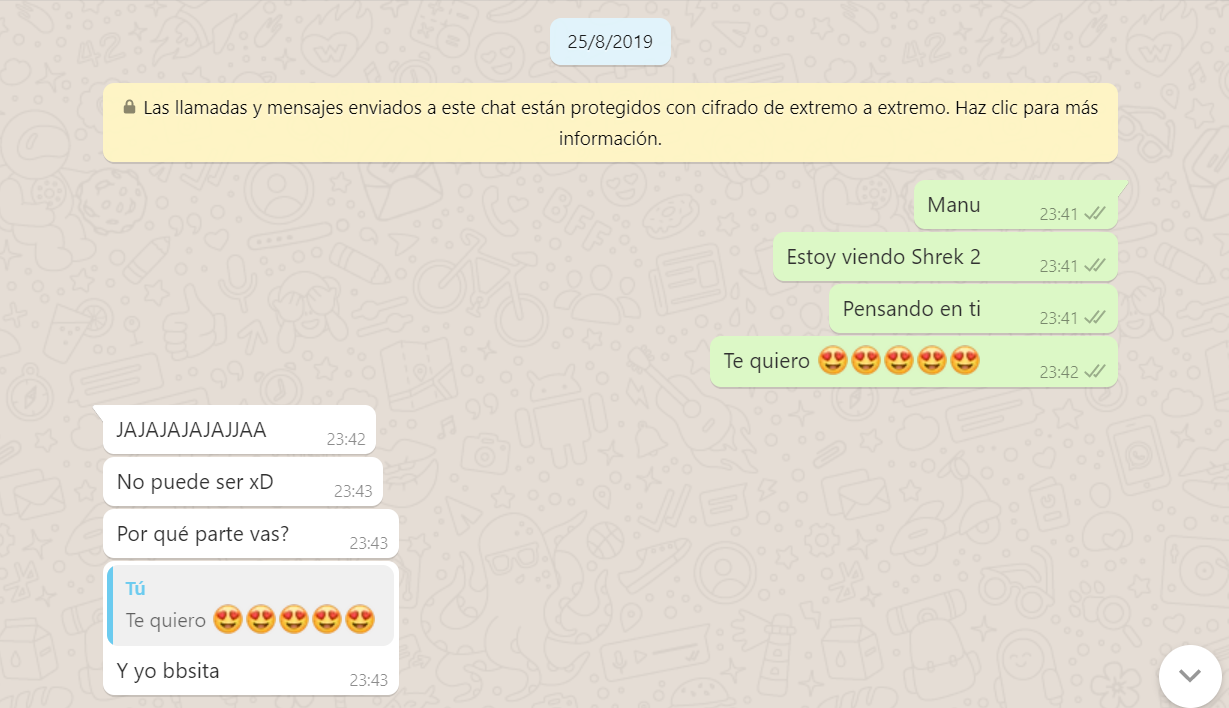 25/8/2019
Las llamadas y mensajes enviados a este chat están protegidos con cifrado de extremo a extremo. Haz clic para más
información.
Manu 23:41
Estoy viendo Shrek 2 23:41
Pensando en ti 23:41
Te quiero 😍😍😍😍😍 23:42
JAJAJAJAJAJJAA 23:42
No puede ser xD 23:43
Por qué parte vas? 23:43
Tú
Te quiero 😍😍😍😍😍
Y yo bbsita 23:43